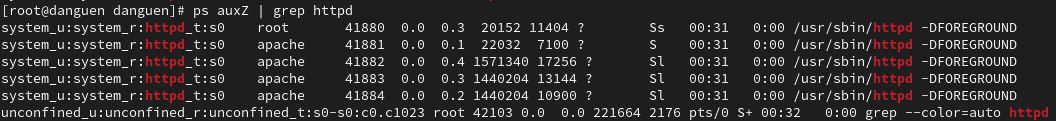 [root@danguen danguen]# ps auxZ | grep httpd
system_u:system_r:httpd_t:s0 root 41880 0.0 0.3 20152 11404 ? Ss 00:31 0:00 /usr/sbin/httpd -DFOREGROUND
system_u:system_r:httpd_t:s0 apache 41881 0.0 0.1 22032 7100 ? S 00:31 0:00 /usr/sbin/httpd -DFOREGROUND
system_u:system_r:httpd_t:s0 apache 41882 0.0 0.4 1571340 17256 ? Sl 00:31 0:00 /usr/sbin/httpd -DFOREGROUND
system_u:system_r:httpd_t:s0 apache 41883 0.0 0.3 1440204 13144 ? Sl 00:31 0:00 /usr/sbin/httpd -DFOREGROUND
system_u:system_r:httpd_t:s0 apache 41884 0.0 0.2 1440204 10900 ? Sl 00:31 0:00 /usr/sbin/httpd -DFOREGROUND
unconfined_u:unconfined_r:unconfined_t:s0-s0:c0.c1023 root 42103 0.0 0.0 221664 2176 pts/0 S+ 00:32 0:00 grep --color=auto httpd